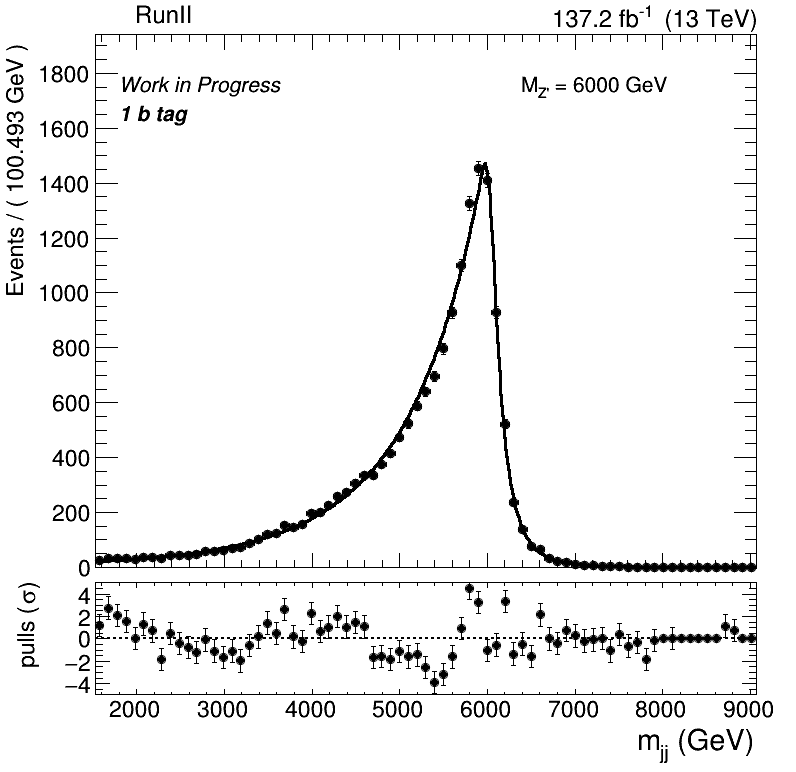 RunII
137.2 fb⁻¹ (13 TeV)
Events / ( 100.493 GeV )
1800
1600
1400
1200
1000
800
600
400
200
0
Work in Progress
1 b tag
M_Z' = 6000 GeV
pulls (σ)
4
2
0
−2
−4
2000 3000 4000 5000 6000 7000 8000 9000
m_jj (GeV)